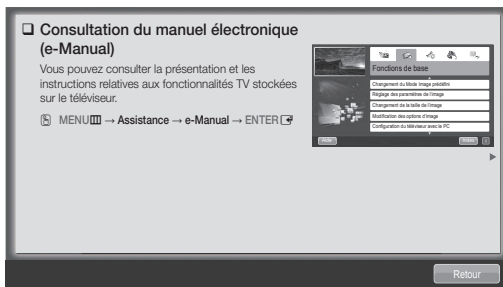 ❑ Consultation du manuel électronique
(e-Manual)
Vous pouvez consulter la présentation et les
instructions relatives aux fonctionnalités TV stockées
sur le téléviseur.
MENU → Assistance → e-Manual → ENTER
Fonctions de base
Changement du Mode Image prédéfini
Réglage des paramètres de l'image
Changement de la taille de l'image
Modification des options d'image
Configuration du téléviseur avec le PC
Index
Retour